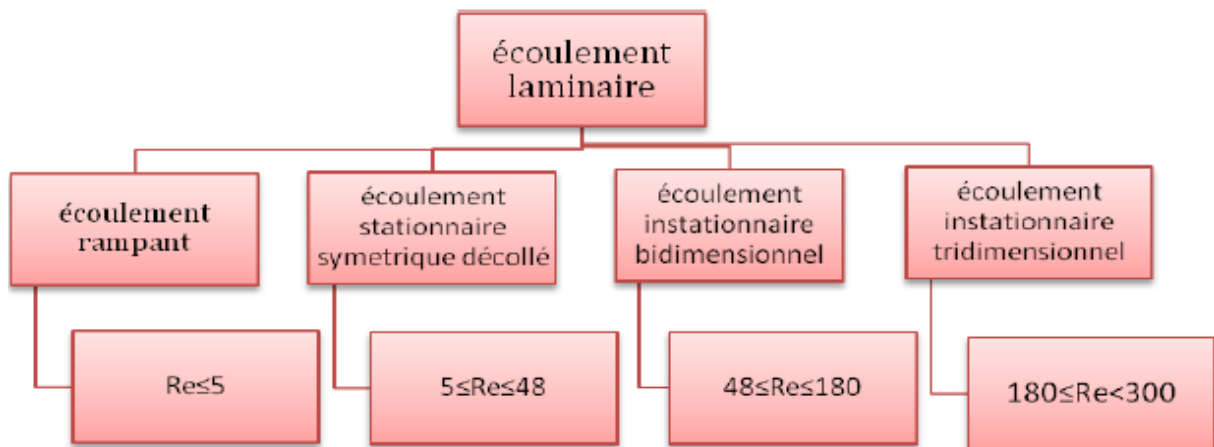 écoulement
laminaire
écoulement
rampant
écoulement
stationnaire
symetrique décollé
écoulement
instationnaire
bidimensionnel
écoulement
instationnaire
tridimensionnel
Re≤5
5≤Re≤48
48≤Re≤180
180≤Re<300